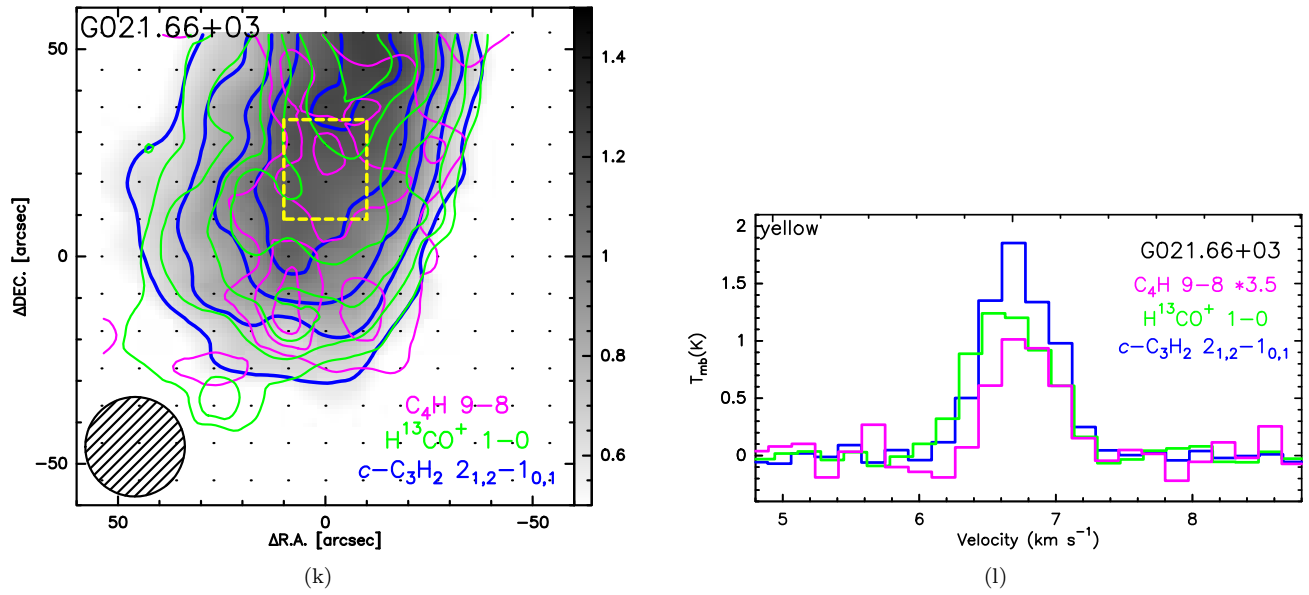 G021.66+03
50
0
−50
ΔDEC. [arcsec]
50
0
−50
ΔR.A. [arcsec]
1.4
1.2
1
0.8
0.6
C₄H 9−8
H¹³CO⁺ 1−0
c−C₃H₂ 2₁,₂−1₀,₁
(k)
yellow
G021.66+03
C₄H 9−8 *3.5
H¹³CO⁺ 1−0
c−C₃H₂ 2₁,₂−1₀,₁
2
1.5
1
0.5
0
T_mb(K)
5
6
7
8
Velocity (km s⁻¹)
(l)